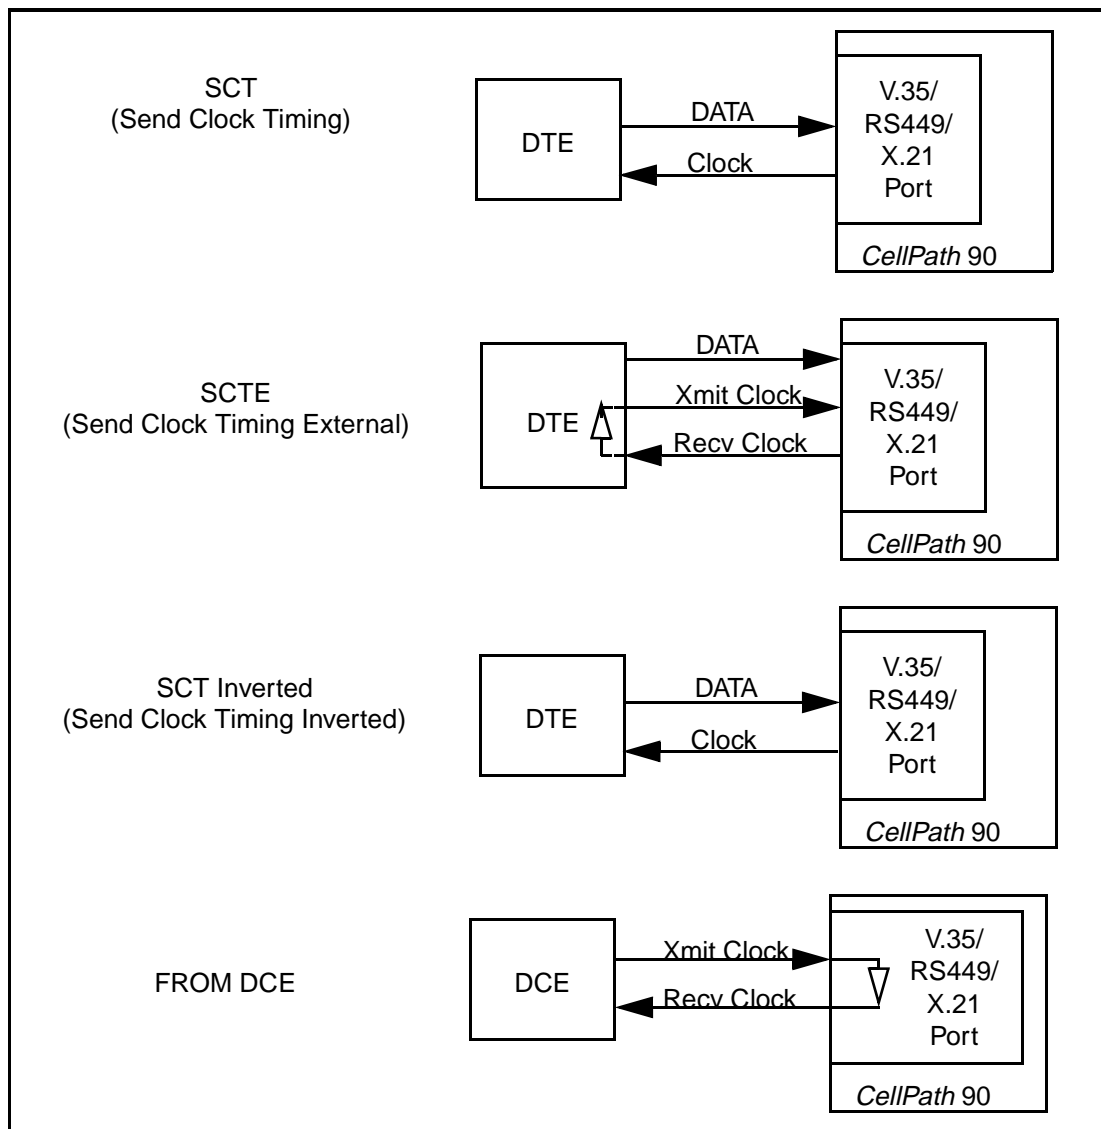 SCT
(Send Clock Timing)
DTE
DATA
Clock
V.35/
RS449/
X.21
Port
CellPath 90
SCTE
(Send Clock Timing External)
DTE
DATA
Xmit Clock
Recv Clock
V.35/
RS449/
X.21
Port
CellPath 90
SCT Inverted
(Send Clock Timing Inverted)
DTE
DATA
Clock
V.35/
RS449/
X.21
Port
CellPath 90
FROM DCE
DCE
Xmit Clock
Recv Clock
V.35/
RS449/
X.21
Port
CellPath 90